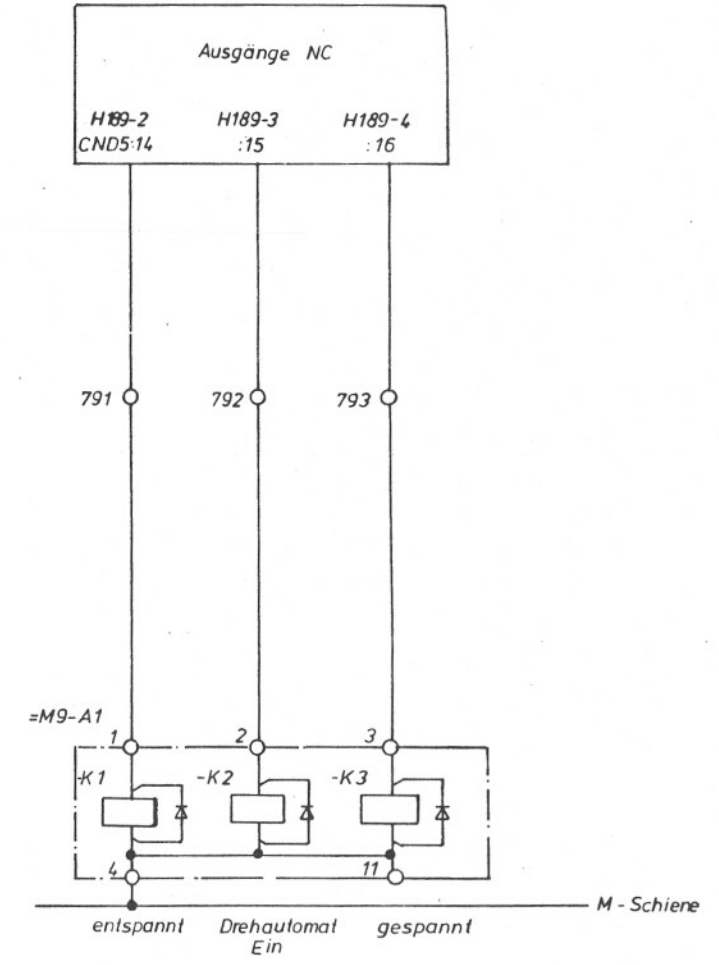 Ausgänge NC
H189-2 H189-3 H189-4
CND5:14 :15 :16
791 792 793
=M9-A1
1 2 3
-K1 -K2 -K3
4 11
M - Schiene
entspannt Drehautomat gespannt
Ein